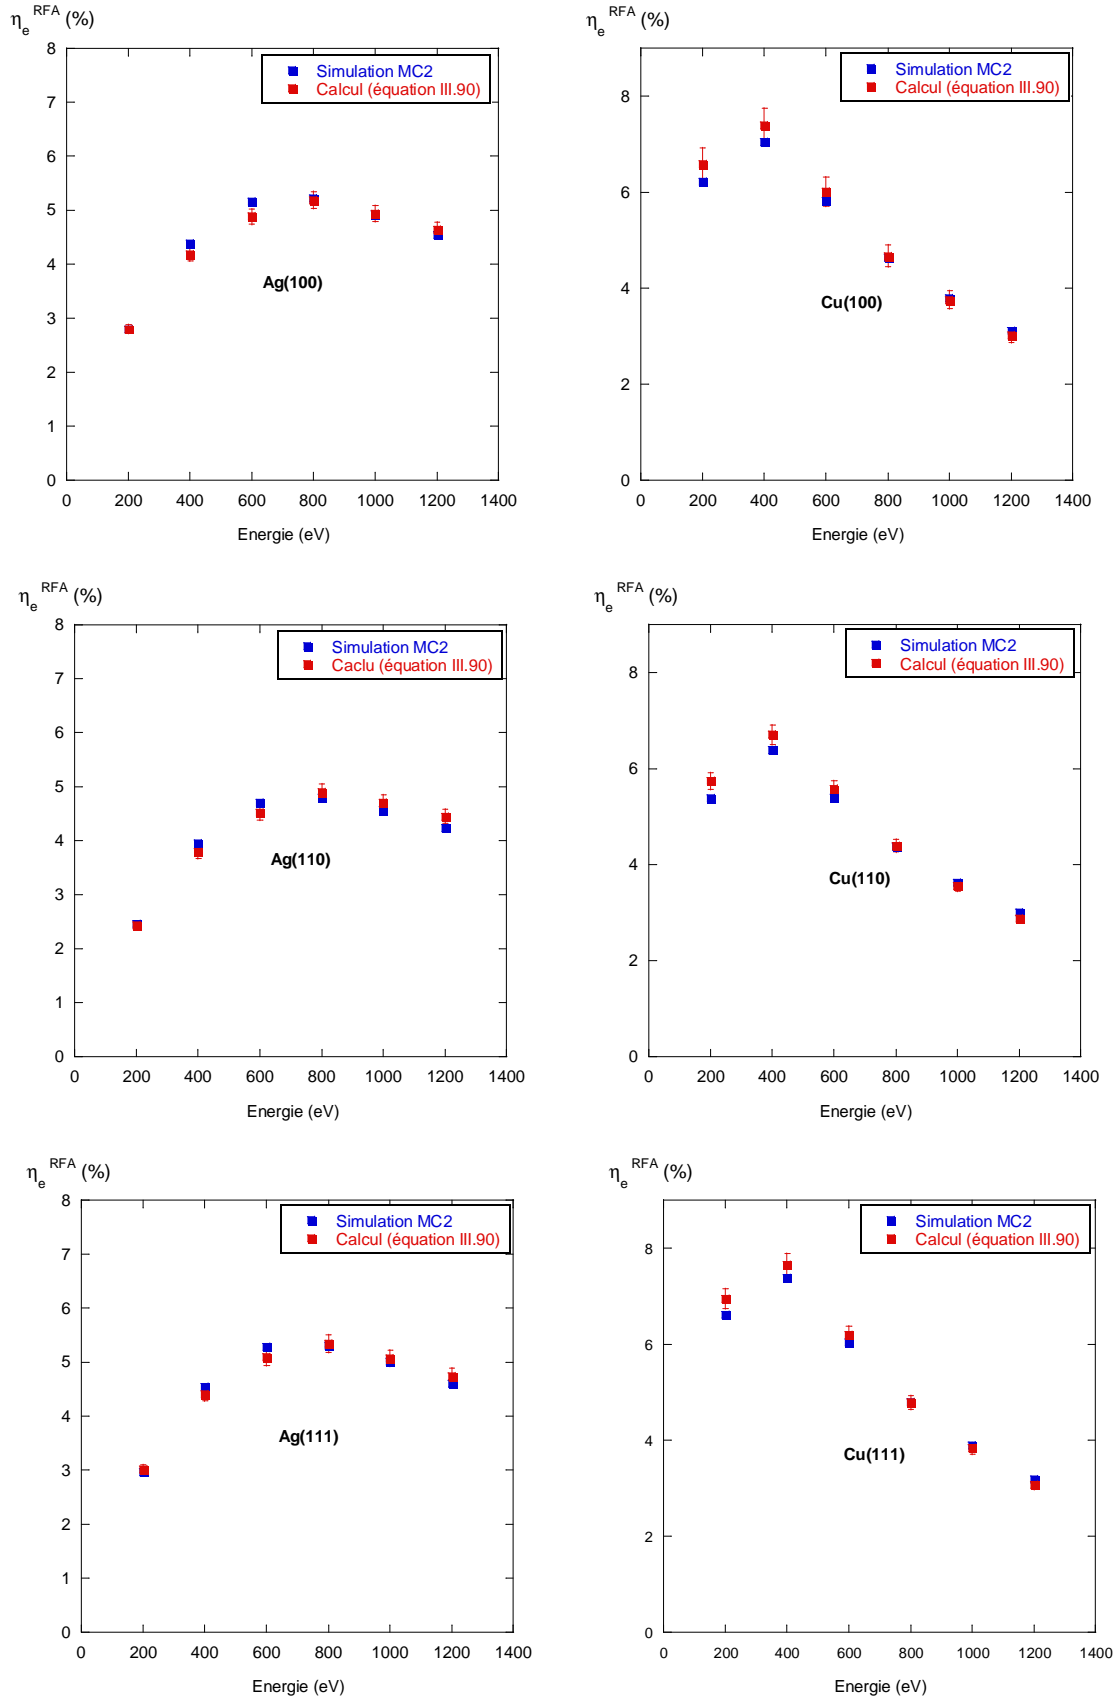 η_e^RFA (%)
8
7
6
5
4
3
2
1
0
Simulation MC2
Calcul (équation III.90)
Ag(100)
0 200 400 600 800 1000 1200 1400
Energie (eV)
η_e^RFA (%)
8
6
4
2
0
Simulation MC2
Calcul (équation III.90)
Cu(100)
0 200 400 600 800 1000 1200 1400
Energie (eV)
η_e^RFA (%)
8
7
6
5
4
3
2
1
0
Simulation MC2
Caclu (équation III.90)
Ag(110)
0 200 400 600 800 1000 1200 1400
Energie (eV)
η_e^RFA (%)
8
6
4
2
0
Simulation MC2
Calcul (équation III.90)
Cu(110)
0 200 400 600 800 1000 1200 1400
Energie (eV)
η_e^RFA (%)
8
7
6
5
4
3
2
1
0
Simulation MC2
Calcul (équation III.90)
Ag(111)
0 200 400 600 800 1000 1200 1400
Energie (eV)
η_e^RFA (%)
8
6
4
2
0
Simulation MC2
Calcul (équation III.90)
Cu(111)
0 200 400 600 800 1000 1200 1400
Energie (eV)